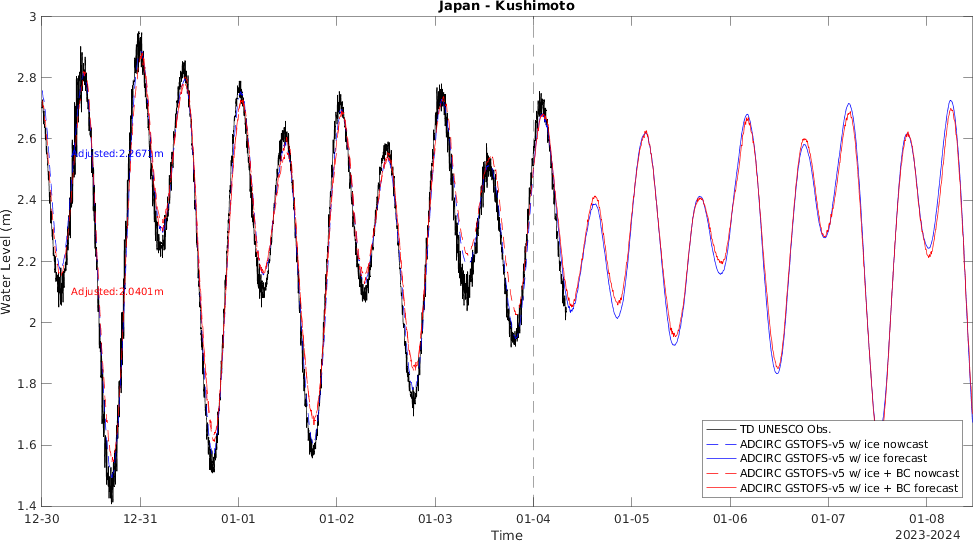 Japan - Kushimoto
Water Level (m)
3
2.8
2.6
2.4
2.2
2
1.8
1.6
1.4
Adjusted:2.2671m
Adjusted:2.0401m
TD UNESCO Obs.
ADCIRC GSTOFS-v5 w/ ice nowcast
ADCIRC GSTOFS-v5 w/ ice forecast
ADCIRC GSTOFS-v5 w/ ice + BC nowcast
ADCIRC GSTOFS-v5 w/ ice + BC forecast
12-30 12-31 01-01 01-02 01-03 01-04 01-05 01-06 01-07 01-08
Time
2023-2024